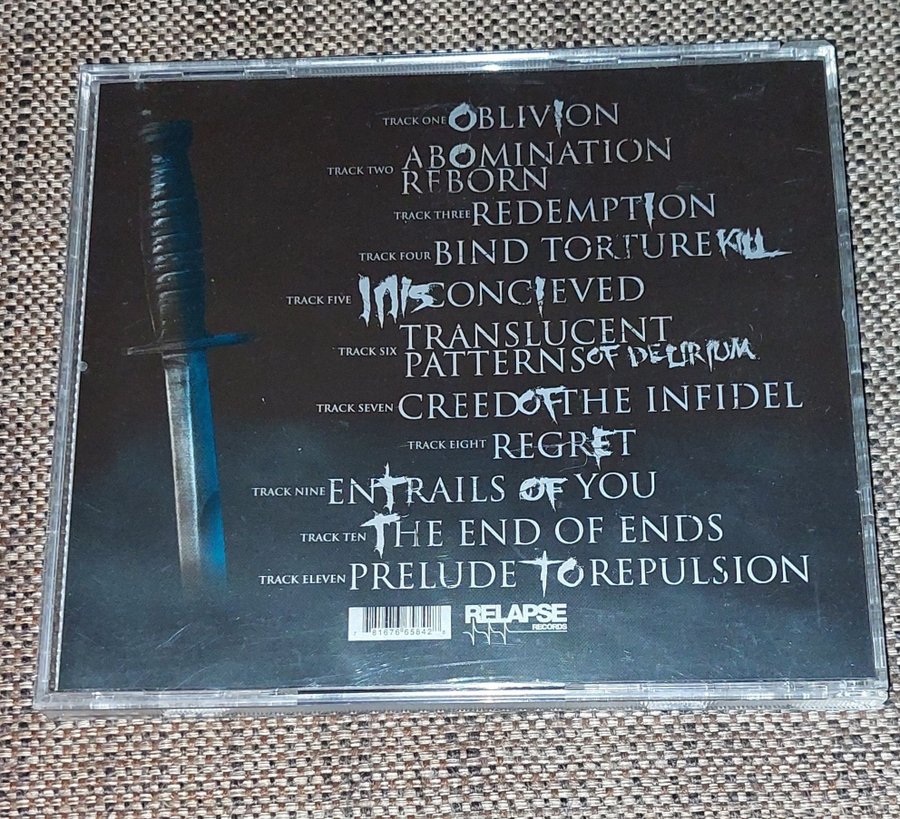 TRACK ONE OBLIVION
TRACK TWO ABOMINATION
REBORN
TRACK THREE REDEMPTION
TRACK FOUR BIND TORTURE KILL
TRACK FIVE MISCONCIEVED
TRACK SIX TRANSLUCENT
PATTERNS OF DELIRIUM
TRACK SEVEN CREED OF THE INFIDEL
TRACK EIGHT REGRET
TRACK NINE ENTRAILS OF YOU
TRACK TEN THE END OF ENDS
TRACK ELEVEN PRELUDE TO REPULSION
RELAPSE
RECORDS